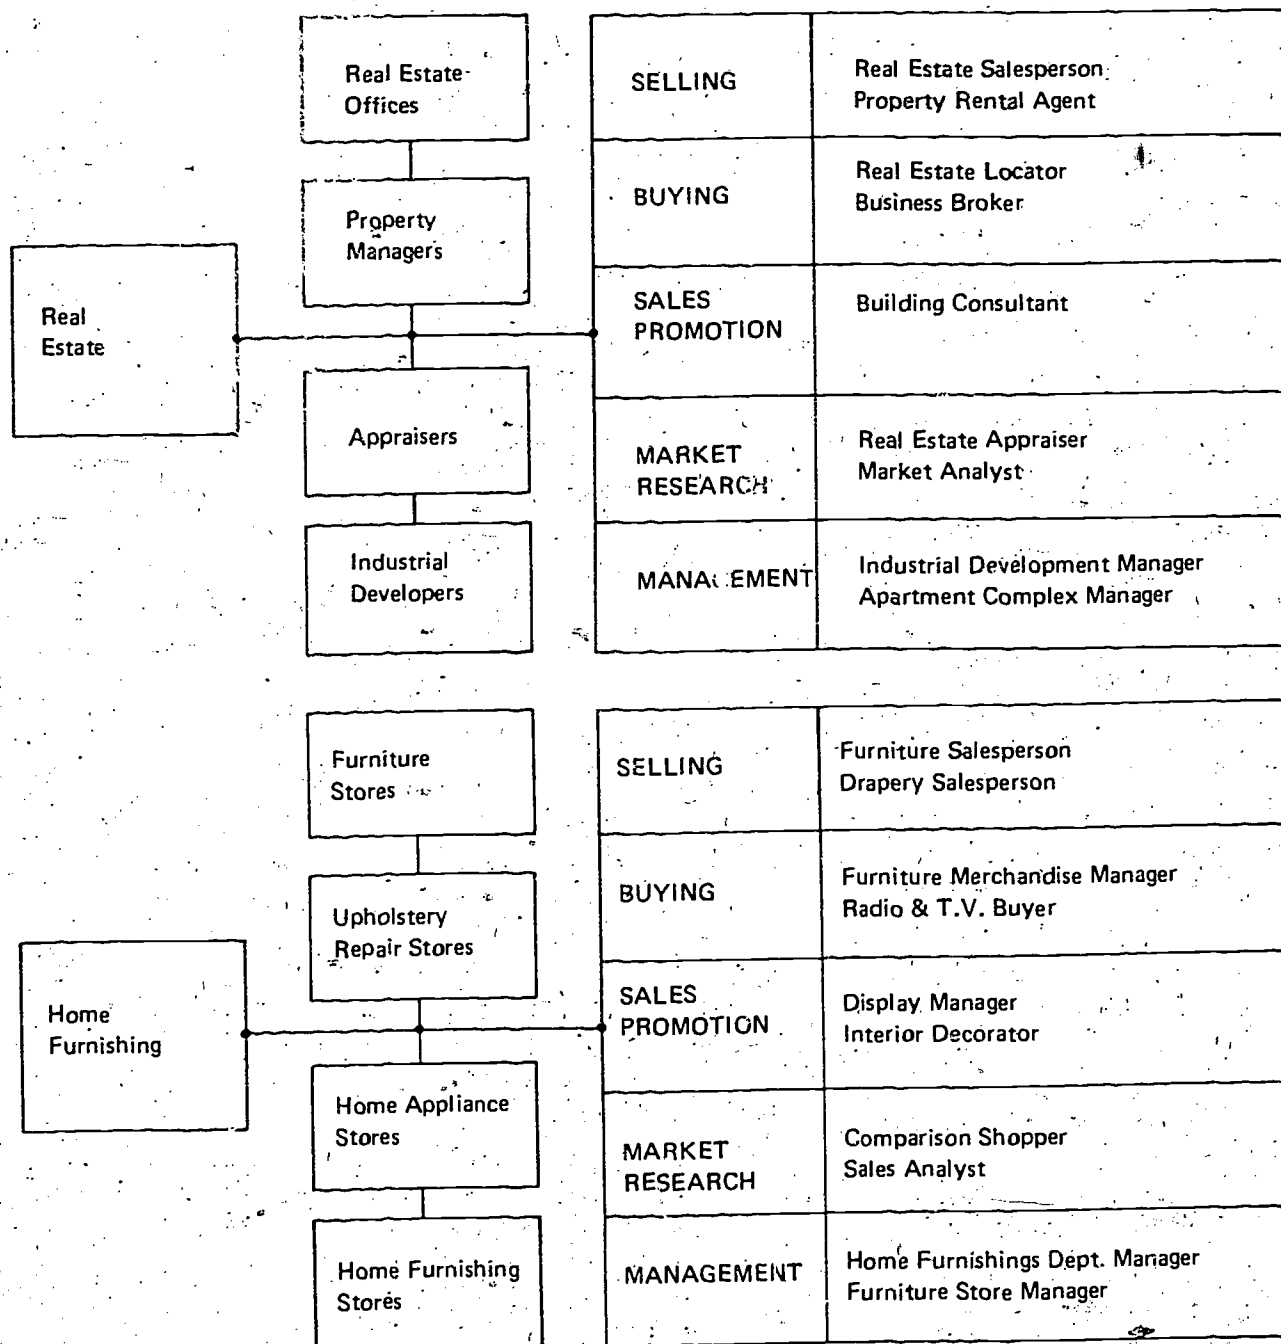 Real Estate
Offices
Property
Managers
Real
Estate
Appraisers
Industrial
Developers
SELLING
Real Estate Salesperson
Property Rental Agent
BUYING
Real Estate Locator
Business Broker
SALES
PROMOTION
Building Consultant
MARKET
RESEARCH
Real Estate Appraiser
Market Analyst
MANAGEMENT
Industrial Development Manager
Apartment Complex Manager
Furniture
Stores
Upholstery
Repair Stores
Home
Furnishing
Home Appliance
Stores
Home Furnishing
Stores
SELLING
Furniture Salesperson
Drapery Salesperson
BUYING
Furniture Merchandise Manager
Radio & T.V. Buyer
SALES
PROMOTION
Display Manager
Interior Decorator
MARKET
RESEARCH
Comparison Shopper
Sales Analyst
MANAGEMENT
Home Furnishings Dept. Manager
Furniture Store Manager